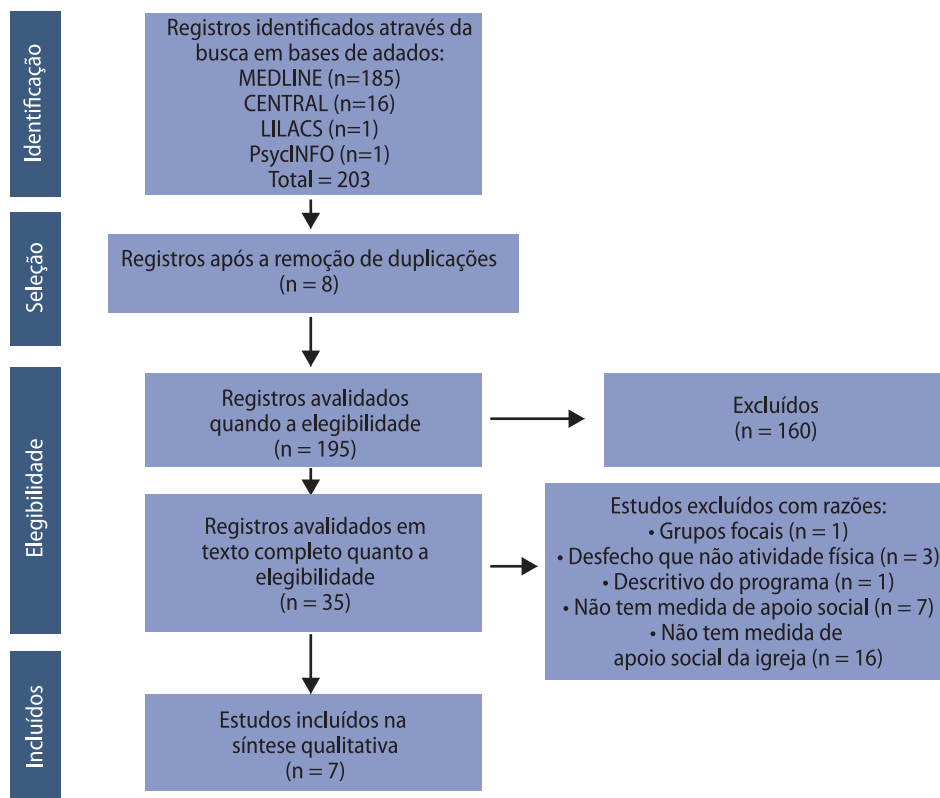 Identificação
Registros identificados através da
busca em bases de adados:
MEDLINE (n=185)
CENTRAL (n=16)
LILACS (n=1)
PsycINFO (n=1)
Total = 203
Seleção
Registros após a remoção de duplicações
(n = 8)
Elegibilidade
Registros avalidados
quando a elegibilidade
(n = 195)
Excluídos
(n = 160)
Registros avalidados em
texto completo quanto a
elegibilidade
(n = 35)
Estudos excluídos com razões:
• Grupos focais (n = 1)
• Desfecho que não atividade física (n = 3)
• Descritivo do programa (n = 1)
• Não tem medida de apoio social (n = 7)
• Não tem medida de
apoio social da igreja (n = 16)
Incluídos
Estudos incluídos na
síntese qualitativa
(n = 7)